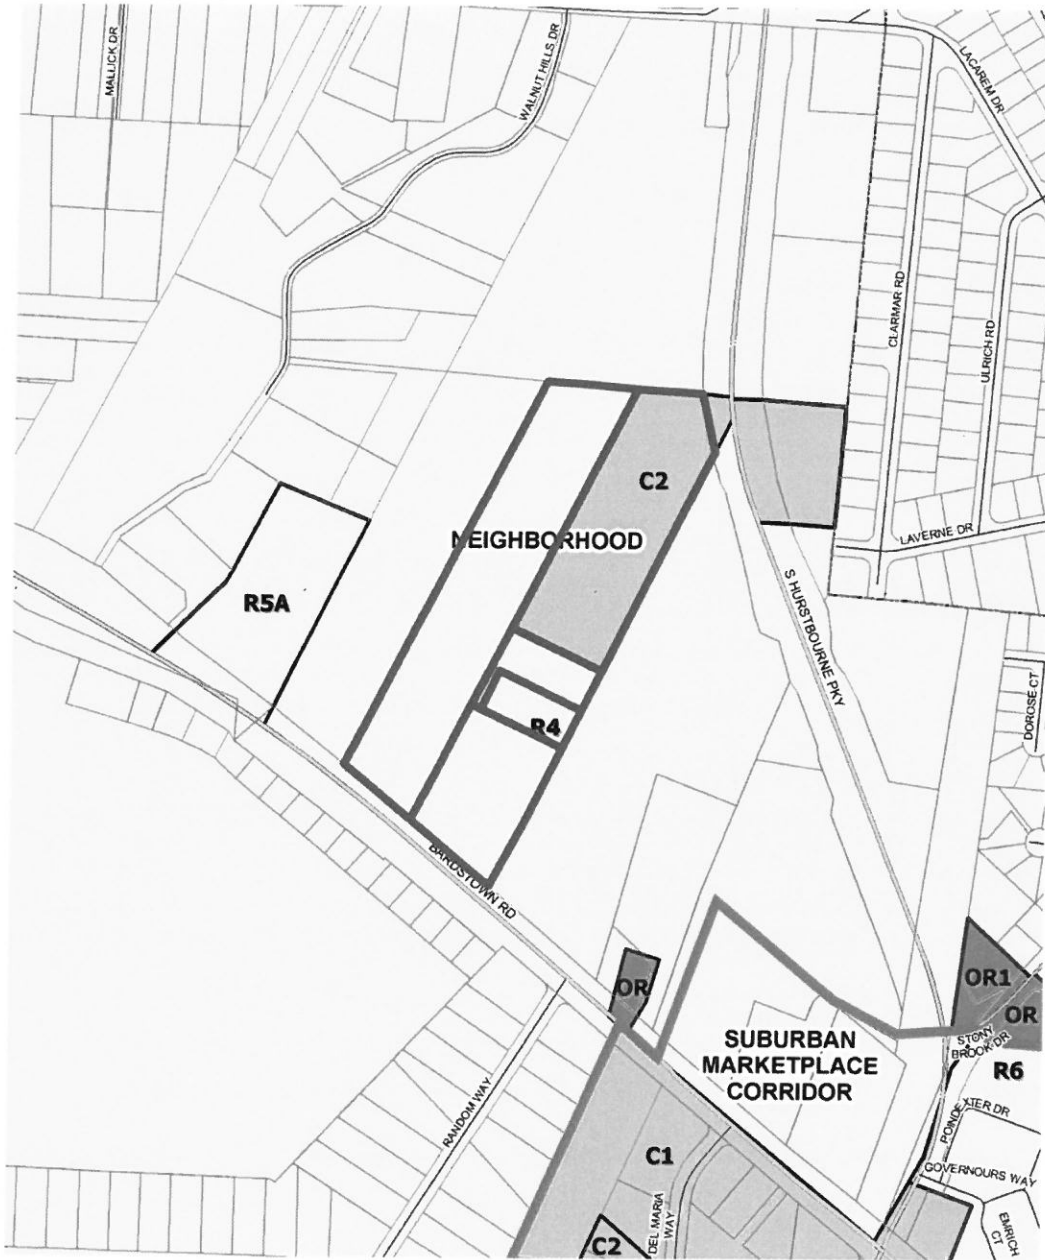 MALLICK DR
WALNUT HILLS DR
LACAREM DR
CLARMAR RD
ULRICH RD
C2
NEIGHBORHOOD
LAVERNE DR
R5A
S HURSTBOURNE PKY
R4
DOROSE CT
BARDSTOWN RD
OR
OR1
OR
SUBURBAN
MARKETPLACE
CORRIDOR
STONY
BROOK DR
R6
RANDOM WAY
POINDEXTER DR
C1
GOVERNOURS WAY
DEL MARIA
WAY
EMRICH
CT
C2